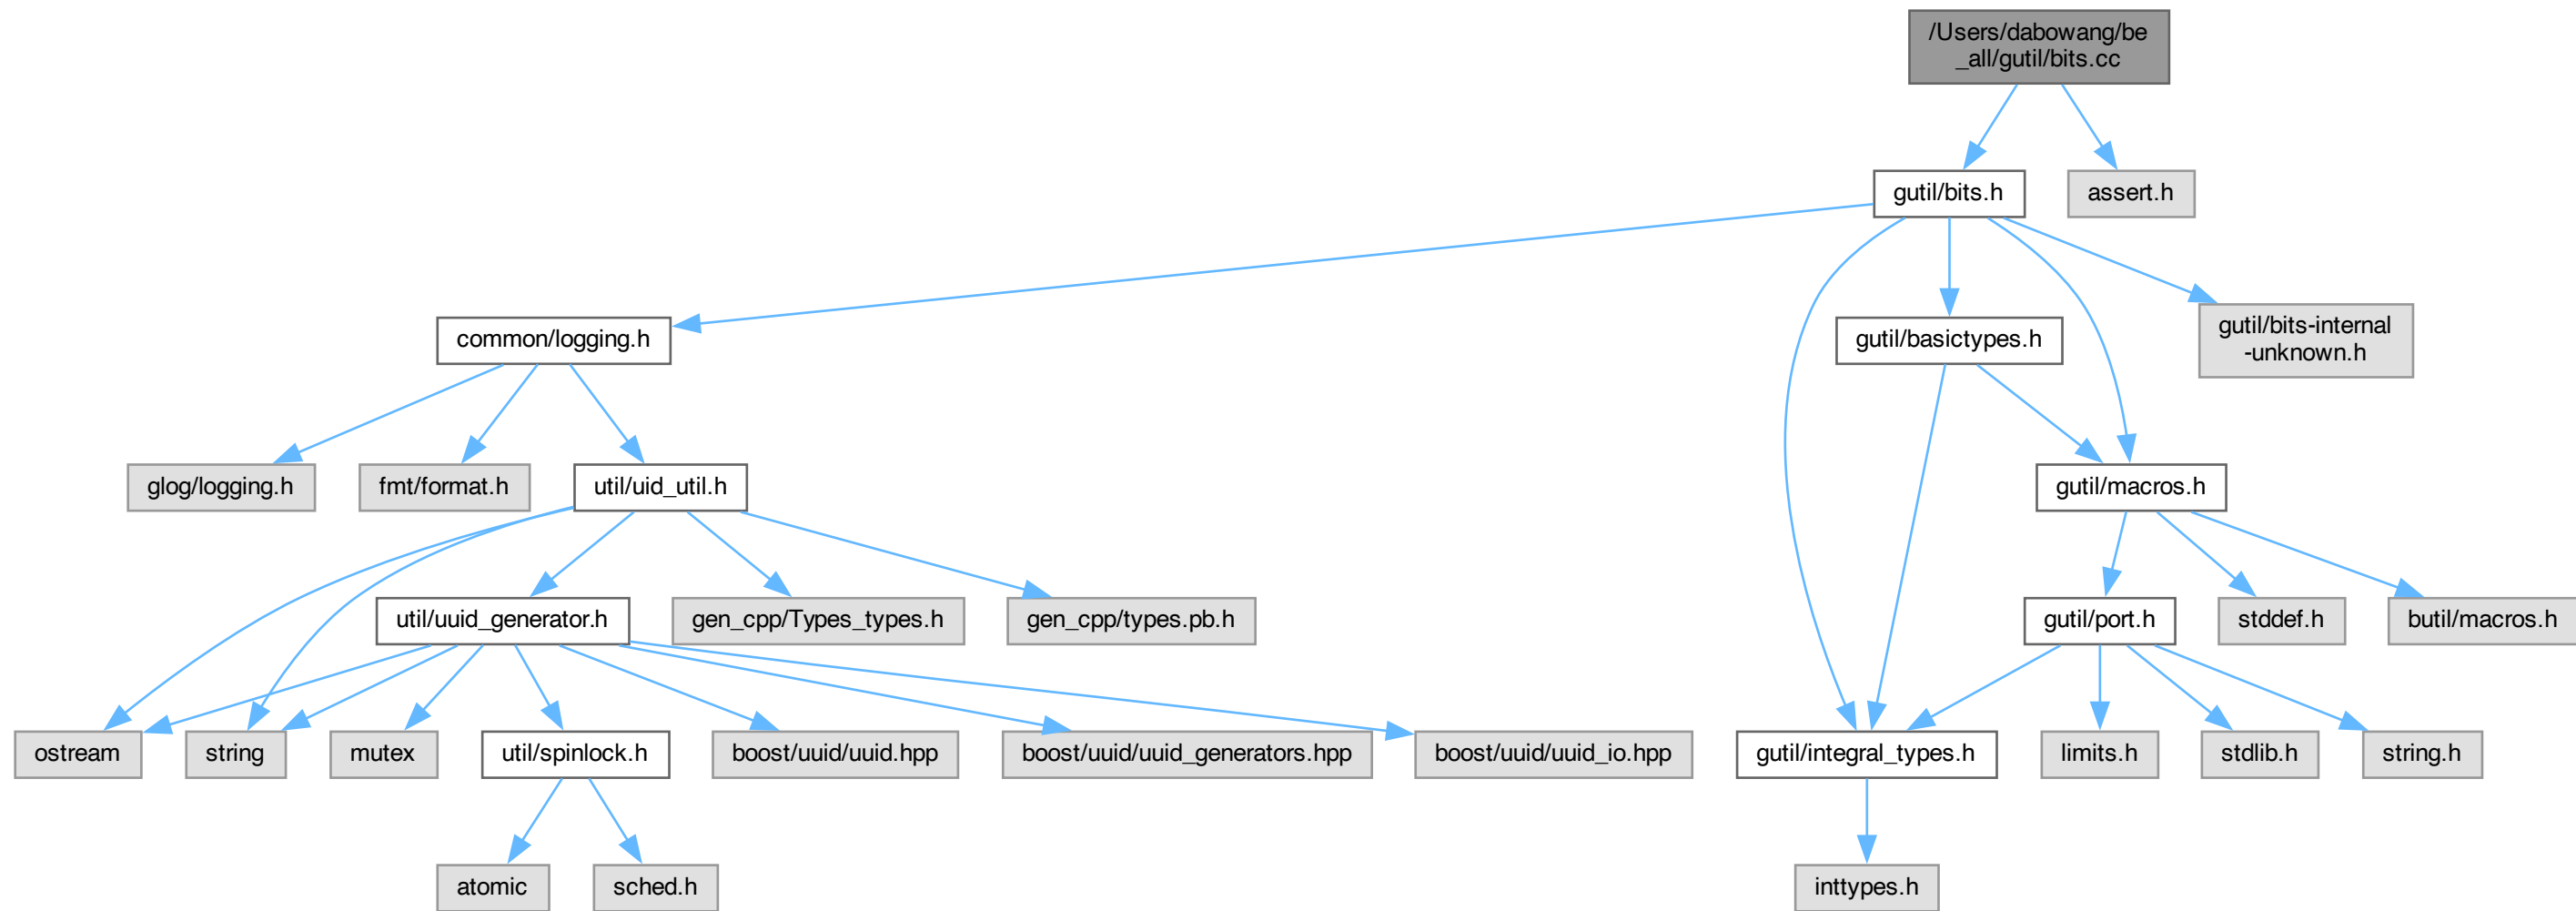 /Users/dabowang/be
_all/gutil/bits.cc
gutil/bits.h
assert.h
common/logging.h
gutil/basictypes.h
gutil/bits-internal
-unknown.h
glog/logging.h
fmt/format.h
util/uid_util.h
gutil/macros.h
util/uuid_generator.h
gen_cpp/Types_types.h
gen_cpp/types.pb.h
gutil/port.h
stddef.h
butil/macros.h
ostream
string
mutex
util/spinlock.h
boost/uuid/uuid.hpp
boost/uuid/uuid_generators.hpp
boost/uuid/uuid_io.hpp
gutil/integral_types.h
limits.h
stdlib.h
string.h
atomic
sched.h
inttypes.h